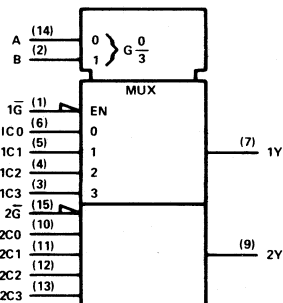 A (14) 0 } G 0/3
B (2) 1
MUX
1G̅ (1) EN
IC0 (6) 0
1C1 (5) 1 (7) 1Y
1C2 (4) 2
1C3 (3) 3
2G̅ (15)
2C0 (10)
2C1 (11) (9) 2Y
2C2 (12)
2C3 (13)